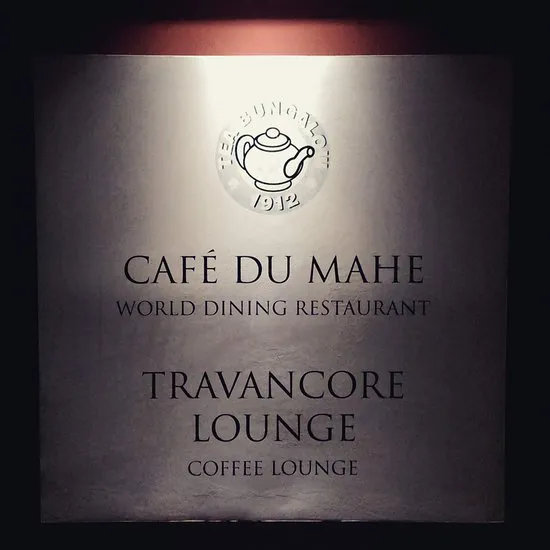 TEA BUNGALOW
1912
CAFÉ DU MAHE
WORLD DINING RESTAURANT
TRAVANCORE
LOUNGE
COFFEE LOUNGE